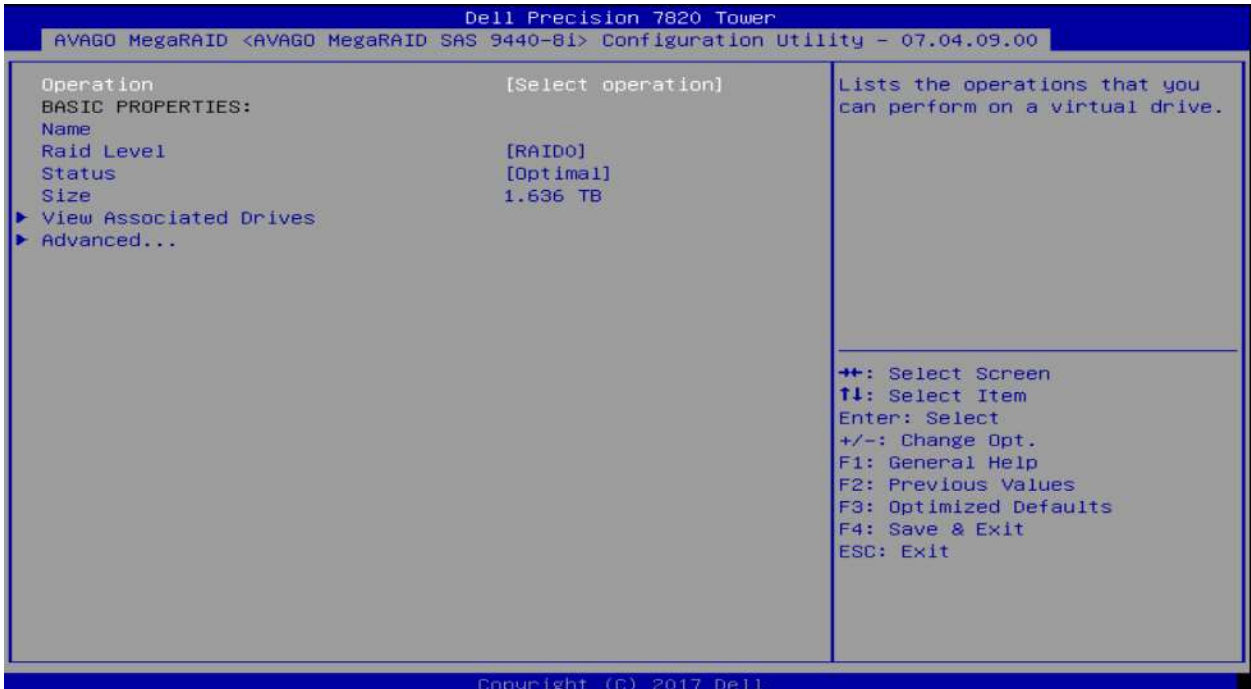 Dell Precision 7820 Tower
AVAGO MegaRAID <AVAGO MegaRAID SAS 9440-8i> Configuration Utility - 07.04.09.00
Operation [Select operation]
BASIC PROPERTIES:
Name
Raid Level [RAID0]
Status [Optimal]
Size 1.636 TB
▶ View Associated Drives
▶ Advanced...
Lists the operations that you
can perform on a virtual drive.
→←: Select Screen
↑↓: Select Item
Enter: Select
+/-: Change Opt.
F1: General Help
F2: Previous Values
F3: Optimized Defaults
F4: Save & Exit
ESC: Exit
Copyright (C) 2017 Dell